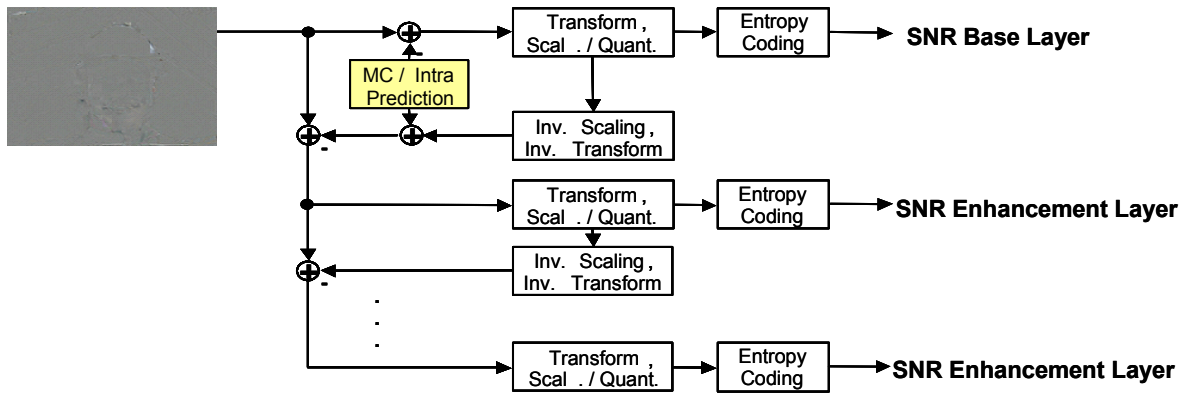 Transform ,
Scal . / Quant.
Entropy
Coding
SNR Base Layer
-
MC / Intra
Prediction
-
Inv. Scaling ,
Inv. Transform
Transform ,
Scal . / Quant.
Entropy
Coding
SNR Enhancement Layer
Inv. Scaling ,
Inv. Transform
-
.
.
.
Transform ,
Scal . / Quant.
Entropy
Coding
SNR Enhancement Layer